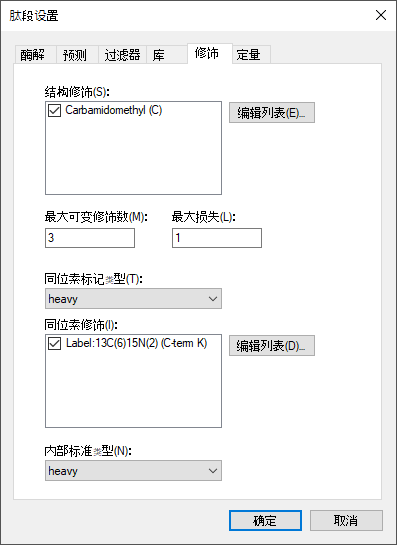 肽段设置
酶解 预测 过滤器 库 修饰 定量
结构修饰(S):
Carbamidomethyl (C)
编辑列表(E)...
最大可变修饰数(M): 最大损失(L):
3 1
同位素标记类型(T):
heavy
同位素修饰(I):
Label:13C(6)15N(2) (C-term K)
编辑列表(D)...
内部标准类型(N):
heavy
确定 取消